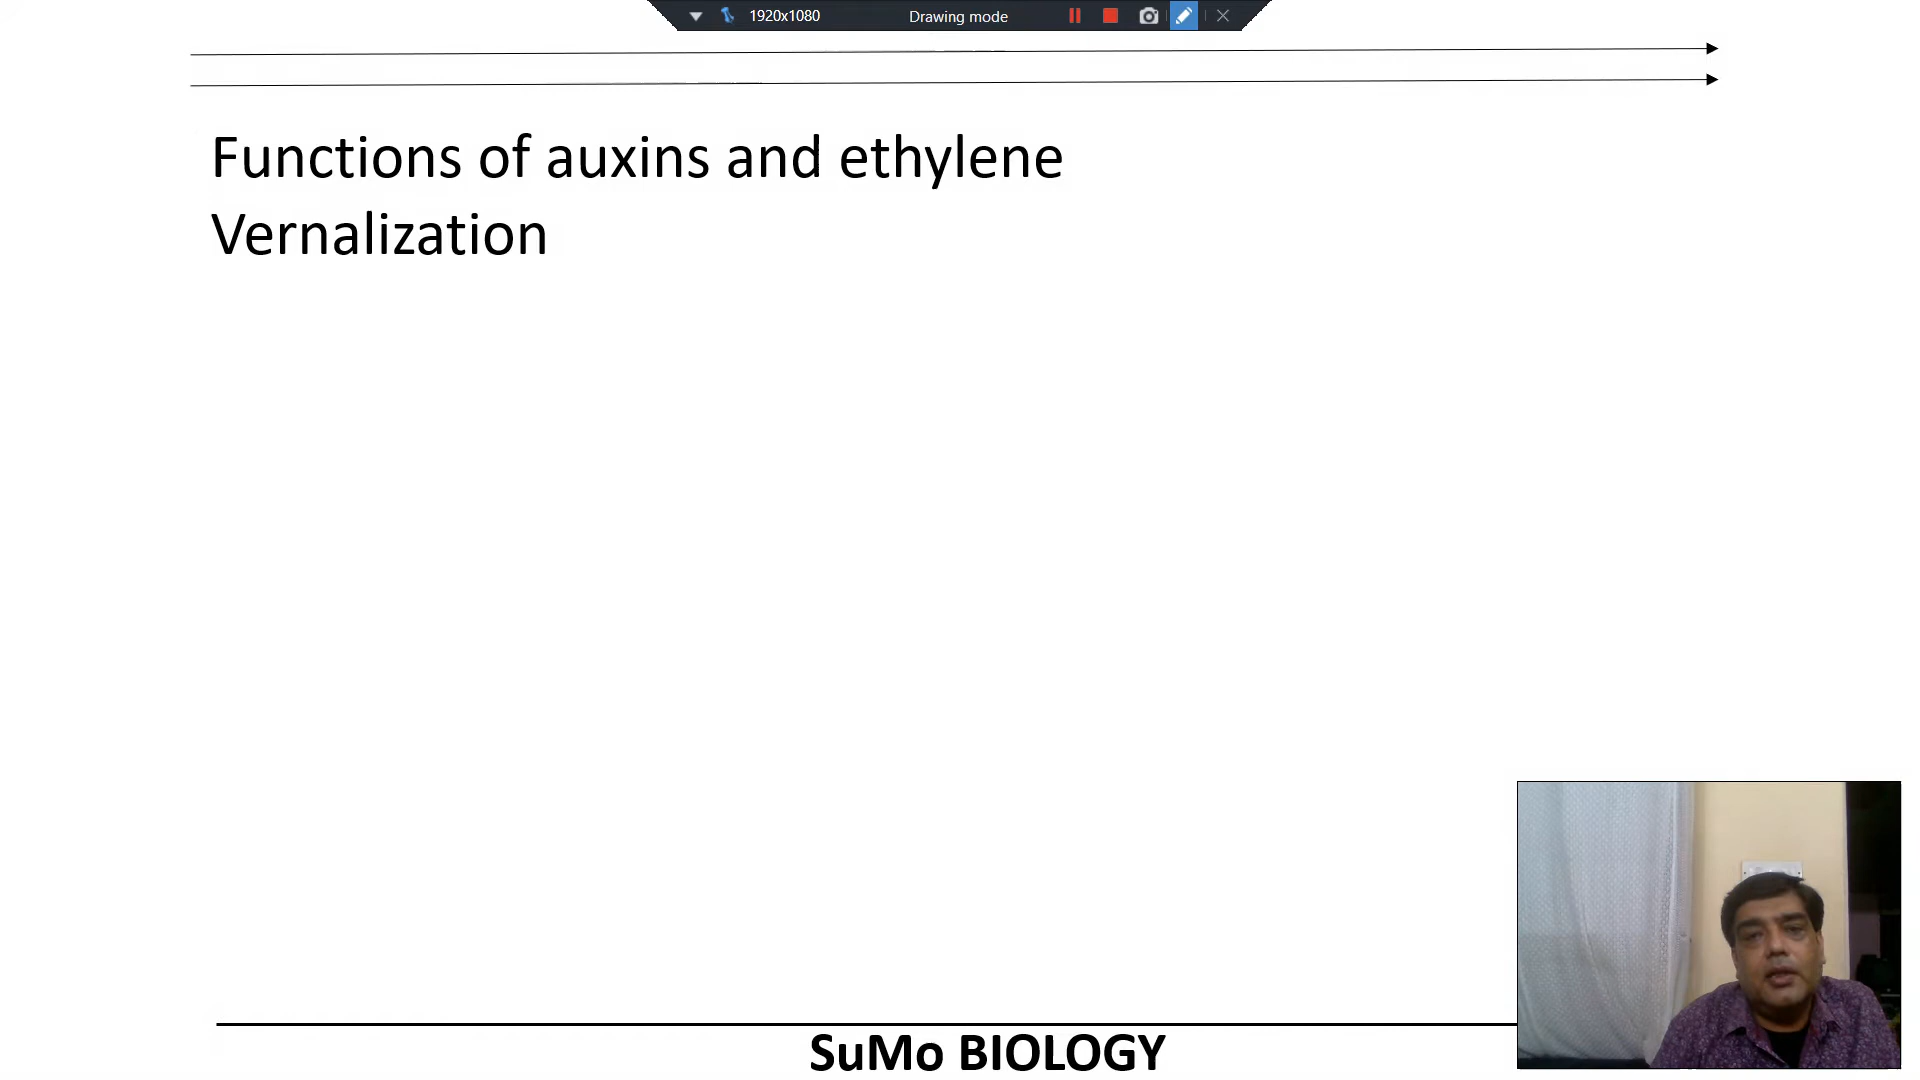 1920x1080 Drawing mode
Functions of auxins and ethylene
Vernalization
SuMo BIOLOGY